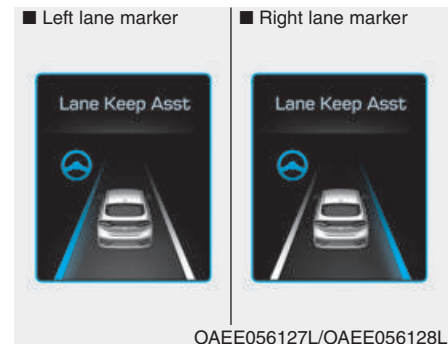 ■ Left lane marker
■ Right lane marker
Lane Keep Asst
Lane Keep Asst
OAEE056127L/OAEE056128L